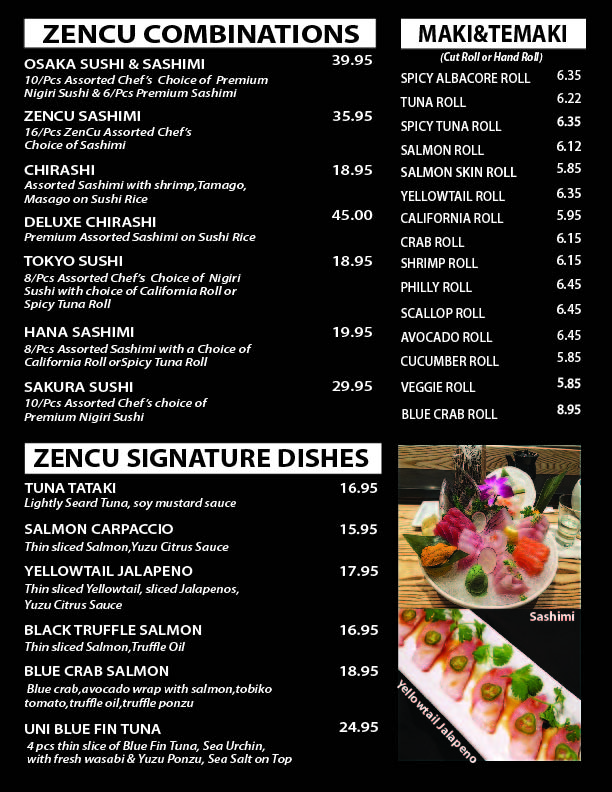 ZENCU COMBINATIONS
OSAKA SUSHI & SASHIMI 39.95
10/Pcs Assorted Chef's Choice of Premium
Nigiri Sushi & 6/Pcs Premium Sashimi
ZENCU SASHIMI 35.95
16/Pcs ZenCu Assorted Chef's
Choice of Sashimi
CHIRASHI 18.95
Assorted Sashimi with shrimp,Tamago,
Masago on Sushi Rice
DELUXE CHIRASHI 45.00
Premium Assorted Sashimi on Sushi Rice
TOKYO SUSHI 18.95
8/Pcs Assorted Chef's Choice of Nigiri
Sushi with choice of California Roll or
Spicy Tuna Roll
HANA SASHIMI 19.95
8/Pcs Assorted Sashimi with a Choice of
California Roll orSpicy Tuna Roll
SAKURA SUSHI 29.95
10/Pcs Assorted Chef's choice of
Premium Nigiri Sushi
MAKI&TEMAKI
(Cut Roll or Hand Roll)
SPICY ALBACORE ROLL 6.35
TUNA ROLL 6.22
SPICY TUNA ROLL 6.35
SALMON ROLL 6.12
SALMON SKIN ROLL 5.85
YELLOWTAIL ROLL 6.35
CALIFORNIA ROLL 5.95
CRAB ROLL 6.15
SHRIMP ROLL 6.15
PHILLY ROLL 6.45
SCALLOP ROLL 6.45
AVOCADO ROLL 6.45
CUCUMBER ROLL 5.85
VEGGIE ROLL 5.85
BLUE CRAB ROLL 8.95
ZENCU SIGNATURE DISHES
TUNA TATAKI 16.95
Lightly Seard Tuna, soy mustard sauce
SALMON CARPACCIO 15.95
Thin sliced Salmon,Yuzu Citrus Sauce
YELLOWTAIL JALAPENO 17.95
Thin sliced Yellowtail, sliced Jalapenos,
Yuzu Citrus Sauce
BLACK TRUFFLE SALMON 16.95
Thin sliced Salmon,Truffle Oil
BLUE CRAB SALMON 18.95
Blue crab,avocado wrap with salmon,tobiko
tomato,truffle oil,truffle ponzu
UNI BLUE FIN TUNA 24.95
4 pcs thin slice of Blue Fin Tuna, Sea Urchin,
with fresh wasabi & Yuzu Ponzu, Sea Salt on Top
Sashimi
Yellowtail Jalapeno